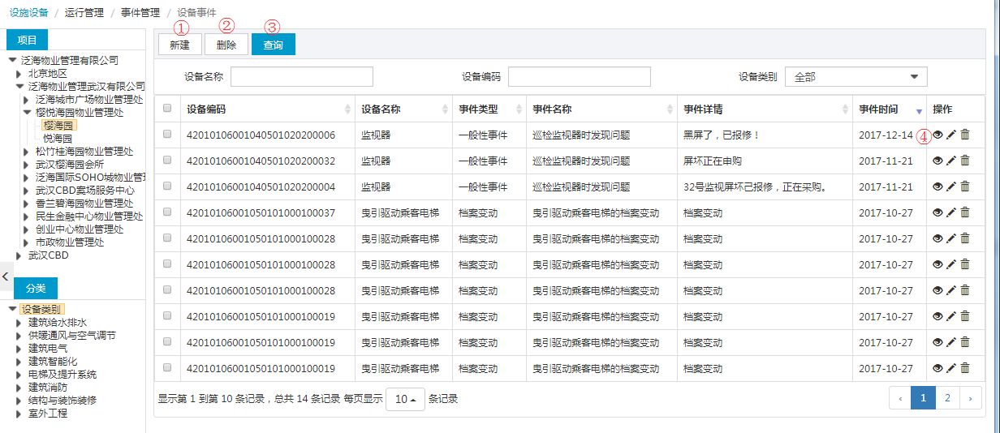 设施设备 / 运行管理 / 事件管理 / 设备事件
① ② ③
项目
新建 删除 查询
泛海物业管理有限公司
北京地区
泛海物业管理武汉有限公司
泛海城市广场物业管理处
樱悦海园物业管理处
樱海园
悦海园
松竹桂海园物业管理处
武汉樱海园会所
泛海国际SOHO城物业管
武汉CBD案场服务中心
香兰碧海园物业管理处
民生金融中心物业管理处
创业中心物业管理处
市政物业管理处
武汉CBD
分类
设备类别
建筑给水排水
供暖通风与空气调节
建筑电气
建筑智能化
电梯及提升系统
建筑消防
结构与装饰装修
室外工程
设备名称 设备编码 设备类别 全部
设备编码 设备名称 事件类型 事件名称 事件详情 事件时间 操作
42010106001040501020200006 监视器 一般性事件 巡检监视器时发现问题 黑屏了，已报修！ 2017-12-14 ④
42010106001040501020200032 监视器 一般性事件 巡检监视器时发现问题 屏坏正在申购 2017-11-21
42010106001040501020200004 监视器 一般性事件 巡检监视器时发现问题 32号监视屏坏已报修，正在采购。 2017-11-21
42010106001050101000100037 曳引驱动乘客电梯 档案变动 曳引驱动乘客电梯的档案变动 档案变动 2017-10-27
42010106001050101000100028 曳引驱动乘客电梯 档案变动 曳引驱动乘客电梯的档案变动 档案变动 2017-10-27
42010106001050101000100028 曳引驱动乘客电梯 档案变动 曳引驱动乘客电梯的档案变动 档案变动 2017-10-27
42010106001050101000100028 曳引驱动乘客电梯 档案变动 曳引驱动乘客电梯的档案变动 档案变动 2017-10-27
42010106001050101000100019 曳引驱动乘客电梯 档案变动 曳引驱动乘客电梯的档案变动 档案变动 2017-10-27
42010106001050101000100019 曳引驱动乘客电梯 档案变动 曳引驱动乘客电梯的档案变动 档案变动 2017-10-27
42010106001050101000100019 曳引驱动乘客电梯 档案变动 曳引驱动乘客电梯的档案变动 档案变动 2017-10-27
显示第 1 到第 10 条记录，总共 14 条记录 每页显示 10 条记录 ‹ 1 2 ›